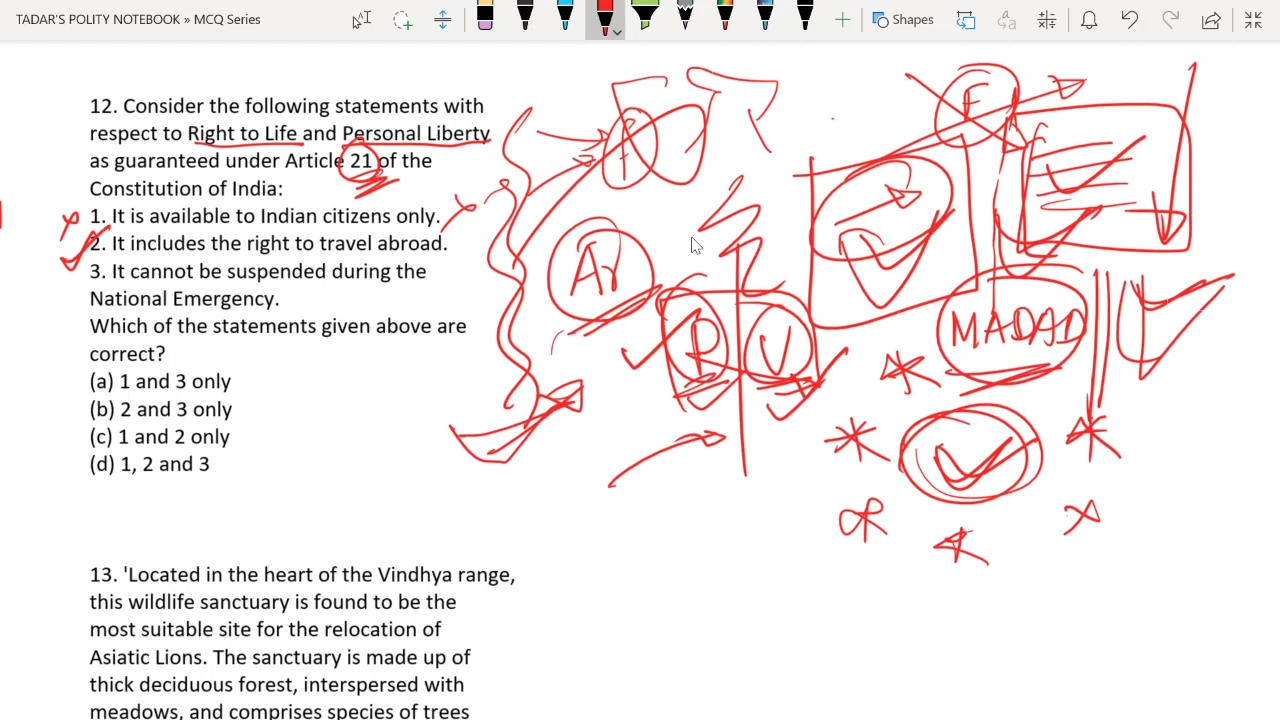 TADAR'S POLITY NOTEBOOK » MCQ Series
Shapes
12. Consider the following statements with
respect to Right to Life and Personal Liberty
as guaranteed under Article 21 of the
Constitution of India:
1. It is available to Indian citizens only.
2. It includes the right to travel abroad.
3. It cannot be suspended during the
National Emergency.
Which of the statements given above are
correct?
(a) 1 and 3 only
(b) 2 and 3 only
(c) 1 and 2 only
(d) 1, 2 and 3
Ar
P
V
MADAD
13. 'Located in the heart of the Vindhya range,
this wildlife sanctuary is found to be the
most suitable site for the relocation of
Asiatic Lions. The sanctuary is made up of
thick deciduous forest, interspersed with
meadows, and comprises species of trees